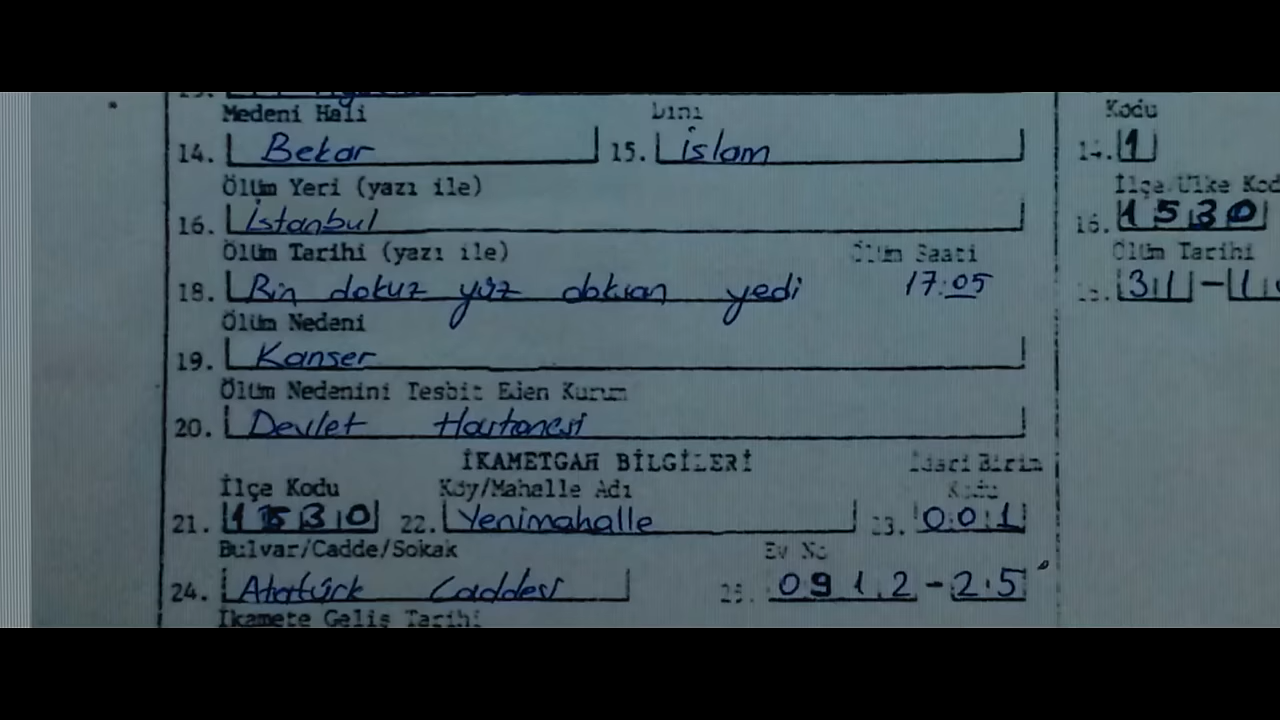 Medeni Hali Dini Kodu
14. Bekar 15. İslam 14. 1
Ölüm Yeri (yazı ile) İlçe/Ülke Kod
16. İstanbul 16. 1530
Ölüm Tarihi (yazı ile) Ölüm Saati Ölüm Tarihi
18. Bin dokuz yüz doksan yedi 17:05 31-
Ölüm Nedeni
19. Kanser
Ölüm Nedenini Tesbit Eden Kurum
20. Devlet Hastanesi
İKAMETGAH BİLGİLERİ İdari Birim
İlçe Kodu Köy/Mahalle Adı Kodu
21. 1530 22. Yenimahalle 23. 001
Bulvar/Cadde/Sokak Ev No
24. Atatürk Caddesi 25. 0912-25
İkamete Geliş Tarihi